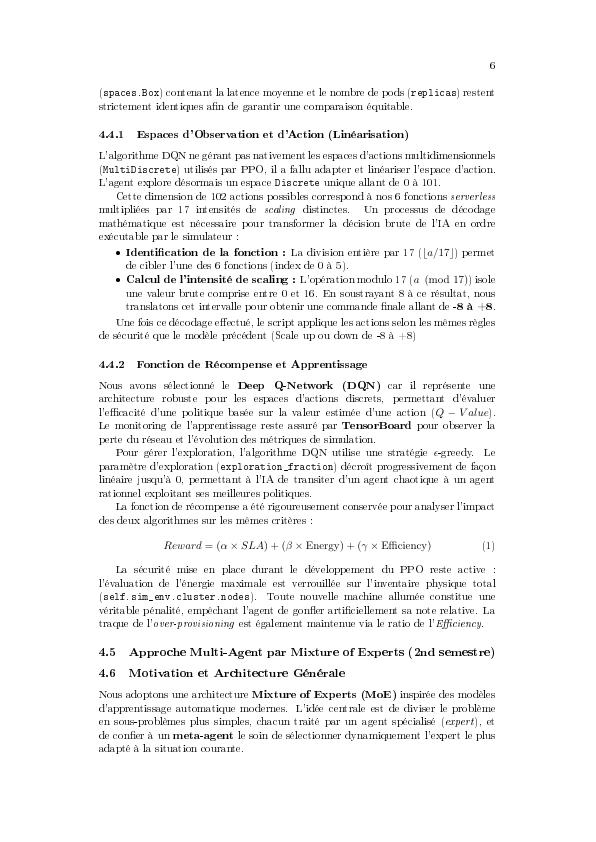 6
(spaces.Box) contenant la latence moyenne et le nombre de pods (replicas) restent
strictement identiques afin de garantir une comparaison équitable.
4.4.1 Espaces d'Observation et d'Action (Linéarisation)
L'algorithme DQN ne gérant pas nativement les espaces d'actions multidimensionnels
(MultiDiscrete) utilisés par PPO, il a fallu adapter et linéariser l'espace d'action.
L'agent explore désormais un espace Discrete unique allant de 0 à 101.
Cette dimension de 102 actions possibles correspond à nos 6 fonctions serverless
multipliées par 17 intensités de scaling distinctes. Un processus de décodage
mathématique est nécessaire pour transformer la décision brute de l'IA en ordre
exécutable par le simulateur :
• Identification de la fonction : La division entière par 17 (⌊a/17⌋) permet
de cibler l'une des 6 fonctions (index de 0 à 5).
• Calcul de l'intensité de scaling : L'opération modulo 17 (a (mod 17)) isole
une valeur brute comprise entre 0 et 16. En soustrayant 8 à ce résultat, nous
translatons cet intervalle pour obtenir une commande finale allant de -8 à +8.
Une fois ce décodage effectué, le script applique les actions selon les mêmes règles
de sécurité que le modèle précédent (Scale up ou down de -8 à +8)
4.4.2 Fonction de Récompense et Apprentissage
Nous avons sélectionné le Deep Q-Network (DQN) car il représente une
architecture robuste pour les espaces d'actions discrets, permettant d'évaluer
l'efficacité d'une politique basée sur la valeur estimée d'une action (Q − Value).
Le monitoring de l'apprentissage reste assuré par TensorBoard pour observer la
perte du réseau et l'évolution des métriques de simulation.
Pour gérer l'exploration, l'algorithme DQN utilise une stratégie ϵ-greedy. Le
paramètre d'exploration (exploration_fraction) décroît progressivement de façon
linéaire jusqu'à 0, permettant à l'IA de transiter d'un agent chaotique à un agent
rationnel exploitant ses meilleures politiques.
La fonction de récompense a été rigoureusement conservée pour analyser l'impact
des deux algorithmes sur les mêmes critères :
Reward = (α × SLA) + (β × Energy) + (γ × Efficiency) (1)
La sécurité mise en place durant le développement du PPO reste active :
l'évaluation de l'énergie maximale est verrouillée sur l'inventaire physique total
(self.sim_env.cluster.nodes). Toute nouvelle machine allumée constitue une
véritable pénalité, empêchant l'agent de gonfler artificiellement sa note relative. La
traque de l'over-provisioning est également maintenue via le ratio de l'Efficiency.
4.5 Approche Multi-Agent par Mixture of Experts (2nd semestre)
4.6 Motivation et Architecture Générale
Nous adoptons une architecture Mixture of Experts (MoE) inspirée des modèles
d'apprentissage automatique modernes. L'idée centrale est de diviser le problème
en sous-problèmes plus simples, chacun traité par un agent spécialisé (expert), et
de confier à un meta-agent le soin de sélectionner dynamiquement l'expert le plus
adapté à la situation courante.